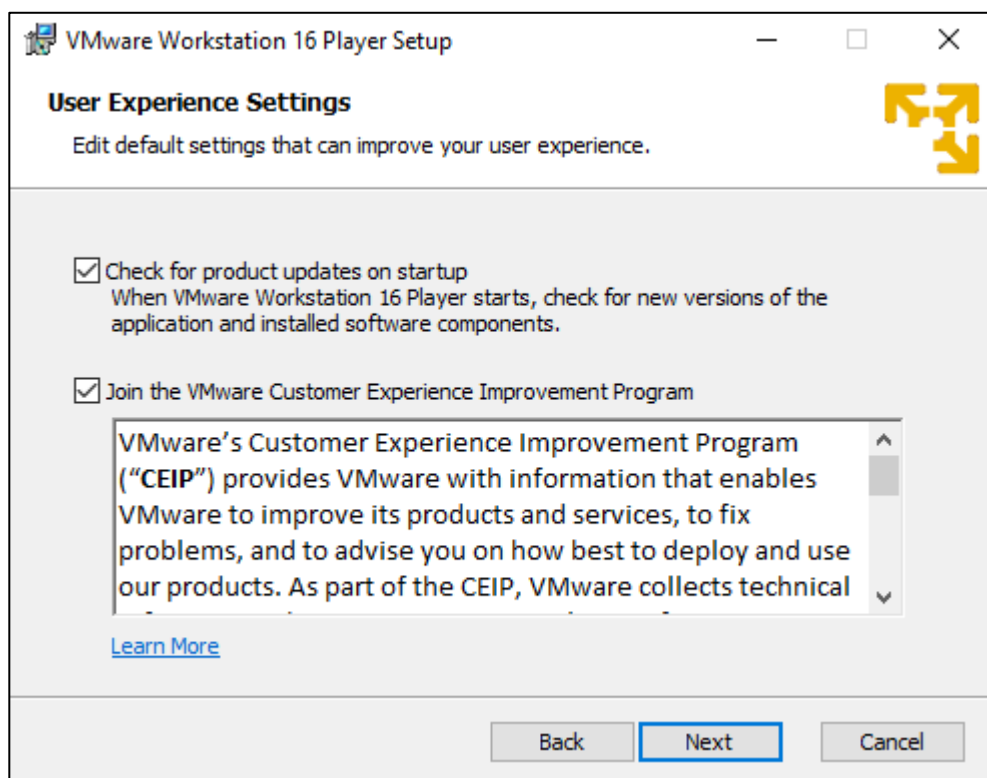 VMware Workstation 16 Player Setup
User Experience Settings
Edit default settings that can improve your user experience.
Check for product updates on startup
When VMware Workstation 16 Player starts, check for new versions of the
application and installed software components.
Join the VMware Customer Experience Improvement Program
VMware’s Customer Experience Improvement Program
(“CEIP”) provides VMware with information that enables
VMware to improve its products and services, to fix
problems, and to advise you on how best to deploy and use
our products. As part of the CEIP, VMware collects technical
Learn More
Back Next Cancel